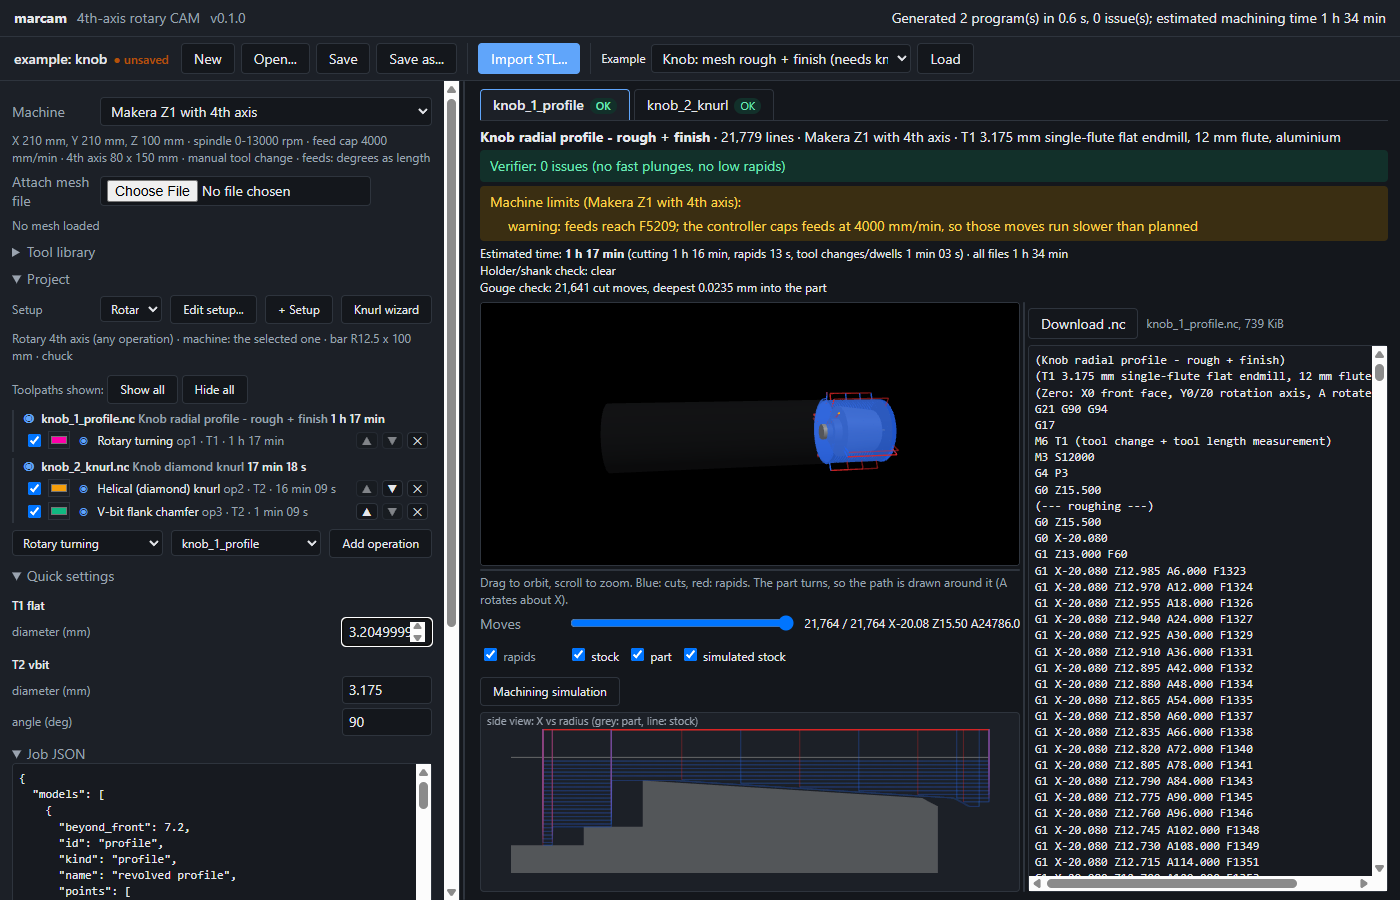 marcam 4th-axis rotary CAM v0.1.0
Generated 2 program(s) in 0.6 s, 0 issue(s); estimated machining time 1 h 34 min
example: knob ● unsaved New Open... Save Save as... Import STL... Example Knob: mesh rough + finish (needs kn Load
Machine Makera Z1 with 4th axis
X 210 mm, Y 210 mm, Z 100 mm · spindle 0-13000 rpm · feed cap 4000
mm/min · 4th axis 80 x 150 mm · manual tool change · feeds: degrees as length
Attach mesh
file
Choose File No file chosen
No mesh loaded
▶ Tool library
▼ Project
Setup Rotar Edit setup... + Setup Knurl wizard
Rotary 4th axis (any operation) · machine: the selected one · bar R12.5 x 100
mm · chuck
Toolpaths shown: Show all Hide all
knob_1_profile.nc Knob radial profile - rough + finish 1 h 17 min
Rotary turning op1 · T1 · 1 h 17 min ▲ ▼ ✕
knob_2_knurl.nc Knob diamond knurl 17 min 18 s
Helical (diamond) knurl op2 · T2 · 16 min 09 s ▲ ▼ ✕
V-bit flank chamfer op3 · T2 · 1 min 09 s ▲ ▼ ✕
Rotary turning knob_1_profile Add operation
▼ Quick settings
T1 flat
diameter (mm) 3.2049999
T2 vbit
diameter (mm) 3.175
angle (deg) 90
▼ Job JSON
{
"models": [
{
"beyond_front": 7.2,
"id": "profile",
"kind": "profile",
"name": "revolved profile",
"points": [
knob_1_profile OK knob_2_knurl OK
Knob radial profile - rough + finish · 21,779 lines · Makera Z1 with 4th axis · T1 3.175 mm single-flute flat endmill, 12 mm flute, aluminium
Verifier: 0 issues (no fast plunges, no low rapids)
Machine limits (Makera Z1 with 4th axis):
warning: feeds reach F5209; the controller caps feeds at 4000 mm/min, so those moves run slower than planned
Estimated time: 1 h 17 min (cutting 1 h 16 min, rapids 13 s, tool changes/dwells 1 min 03 s) · all files 1 h 34 min
Holder/shank check: clear
Gouge check: 21,641 cut moves, deepest 0.0235 mm into the part
Drag to orbit, scroll to zoom. Blue: cuts, red: rapids. The part turns, so the path is drawn around it (A
rotates about X).
Moves 21,764 / 21,764 X-20.08 Z15.50 A24786.0
rapids stock part simulated stock
Machining simulation
side view: X vs radius (grey: part, line: stock)
Download .nc knob_1_profile.nc, 739 KiB
(Knob radial profile - rough + finish)
(T1 3.175 mm single-flute flat endmill, 12 mm flute
(Zero: X0 front face, Y0/Z0 rotation axis, A rotate
G21 G90 G94
G17
M6 T1 (tool change + tool length measurement)
M3 S12000
G4 P3
G0 Z15.500
(--- roughing ---)
G0 Z15.500
G0 X-20.080
G1 Z13.000 F60
G1 X-20.080 Z12.985 A6.000 F1323
G1 X-20.080 Z12.970 A12.000 F1324
G1 X-20.080 Z12.955 A18.000 F1326
G1 X-20.080 Z12.940 A24.000 F1327
G1 X-20.080 Z12.925 A30.000 F1329
G1 X-20.080 Z12.910 A36.000 F1331
G1 X-20.080 Z12.895 A42.000 F1332
G1 X-20.080 Z12.880 A48.000 F1334
G1 X-20.080 Z12.865 A54.000 F1335
G1 X-20.080 Z12.850 A60.000 F1337
G1 X-20.080 Z12.835 A66.000 F1338
G1 X-20.080 Z12.820 A72.000 F1340
G1 X-20.080 Z12.805 A78.000 F1341
G1 X-20.080 Z12.790 A84.000 F1343
G1 X-20.080 Z12.775 A90.000 F1345
G1 X-20.080 Z12.760 A96.000 F1346
G1 X-20.080 Z12.745 A102.000 F1348
G1 X-20.080 Z12.730 A108.000 F1349
G1 X-20.080 Z12.715 A114.000 F1351